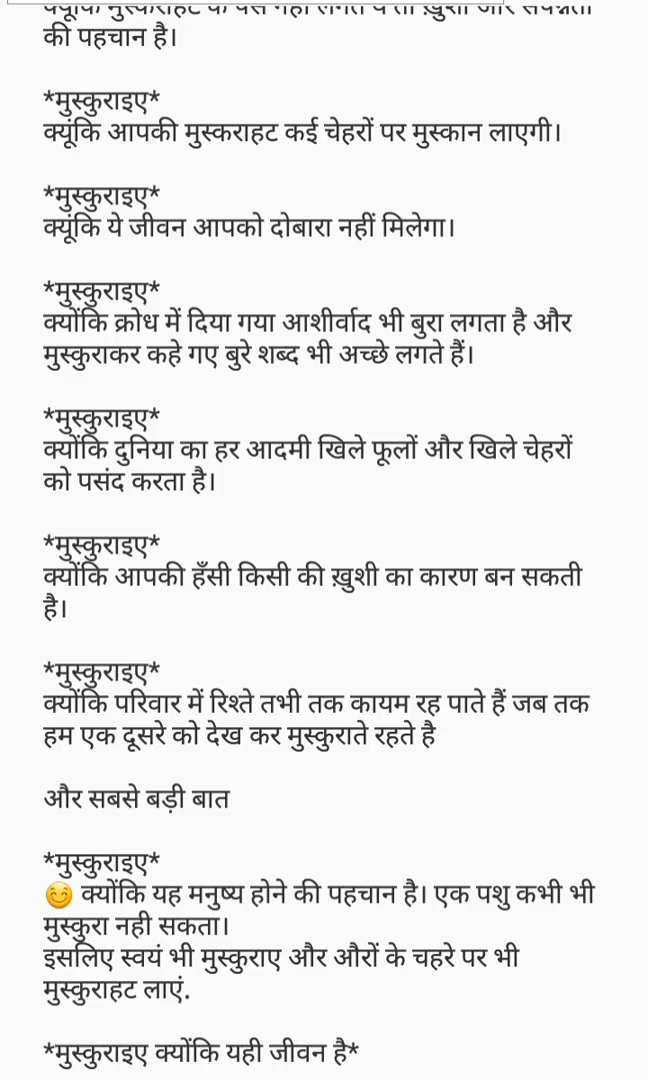 की पहचान है।
*मुस्कुराइए*
क्यूंकि आपकी मुस्कराहट कई चेहरों पर मुस्कान लाएगी।
*मुस्कुराइए*
क्यूंकि ये जीवन आपको दोबारा नहीं मिलेगा।
*मुस्कुराइए*
क्योंकि क्रोध में दिया गया आशीर्वाद भी बुरा लगता है और
मुस्कुराकर कहे गए बुरे शब्द भी अच्छे लगते हैं।
*मुस्कुराइए*
क्योंकि दुनिया का हर आदमी खिले फूलों और खिले चेहरों
को पसंद करता है।
*मुस्कुराइए*
क्योंकि आपकी हँसी किसी की ख़ुशी का कारण बन सकती
है।
*मुस्कुराइए*
क्योंकि परिवार में रिश्ते तभी तक कायम रह पाते हैं जब तक
हम एक दूसरे को देख कर मुस्कुराते रहते है
और सबसे बड़ी बात
*मुस्कुराइए*
😊 क्योंकि यह मनुष्य होने की पहचान है। एक पशु कभी भी
मुस्कुरा नही सकता।
इसलिए स्वयं भी मुस्कुराए और औरों के चहरे पर भी
मुस्कुराहट लाएं.
*मुस्कुराइए क्योंकि यही जीवन है*